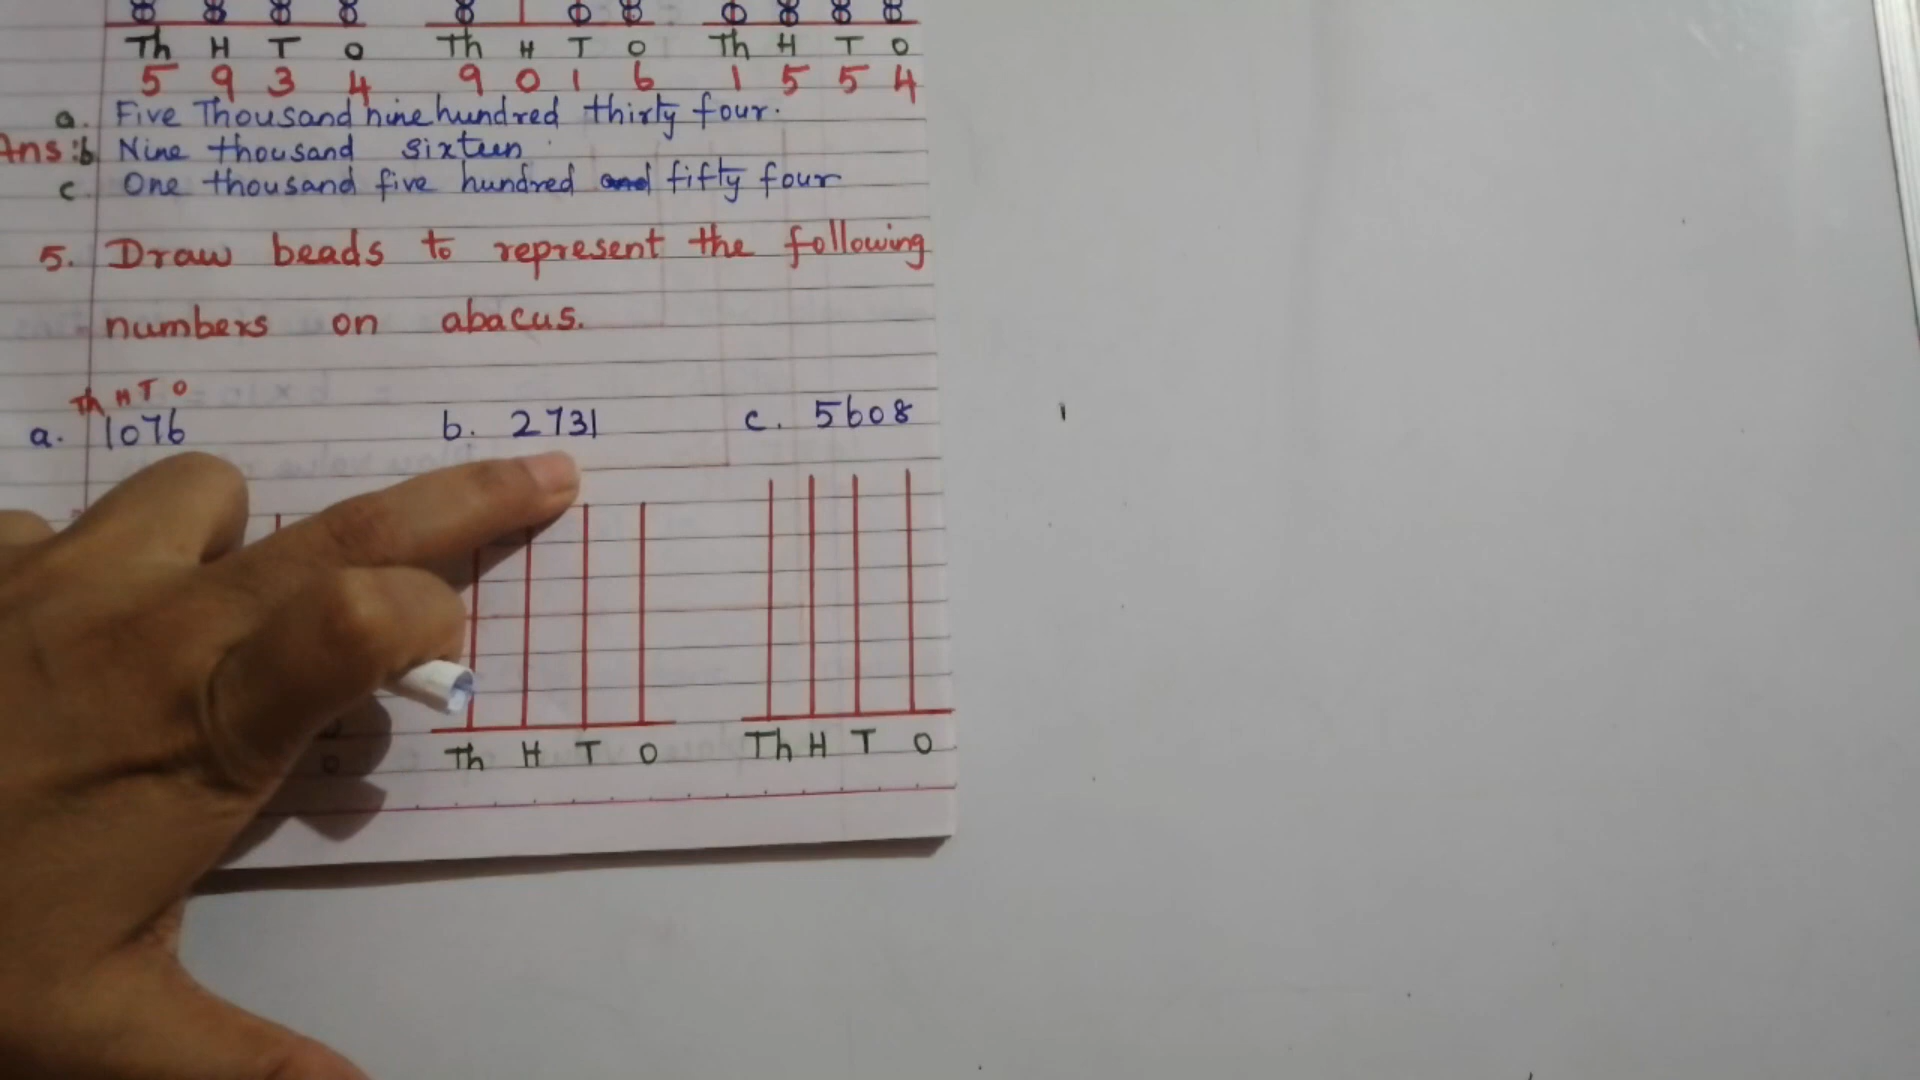 Th H T O Th H T O Th H T O
5 9 3 4 9 0 1 6 1 5 5 4
a. Five Thousand nine hundred thirty four.
Ans: b. Nine thousand sixteen.
c. One thousand five hundred fifty four
5. Draw beads to represent the following
numbers on abacus.
Th H T O
a. 1076 b. 2731 c. 5608
Th H T O Th H T O